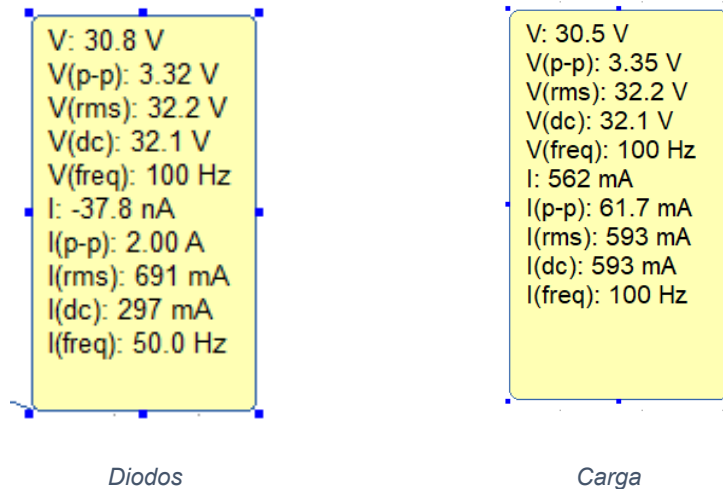 V: 30.8 V
V(p-p): 3.32 V
V(rms): 32.2 V
V(dc): 32.1 V
V(freq): 100 Hz
I: -37.8 nA
I(p-p): 2.00 A
I(rms): 691 mA
I(dc): 297 mA
I(freq): 50.0 Hz
Diodos
V: 30.5 V
V(p-p): 3.35 V
V(rms): 32.2 V
V(dc): 32.1 V
V(freq): 100 Hz
I: 562 mA
I(p-p): 61.7 mA
I(rms): 593 mA
I(dc): 593 mA
I(freq): 100 Hz
Carga